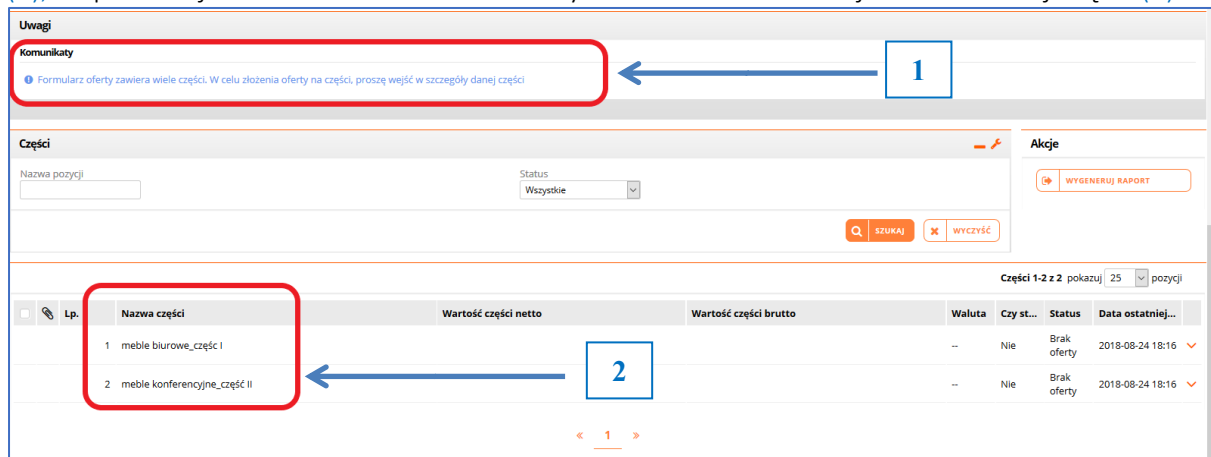 Uwagi
Komunikaty
Formularz oferty zawiera wiele części. W celu złożenia oferty na części, proszę wejść w szczegóły danej części
1
Części
Akcje
Nazwa pozycji
Status
Wszystkie
WYGENERUJ RAPORT
SZUKAJ
WYCZYŚĆ
Części 1-2 z 2 pokazuj 25 pozycji
Lp. Nazwa części Wartość części netto Wartość części brutto Waluta Czy st... Status Data ostatniej...
1 meble biurowe_częśc I -- Nie Brak oferty 2018-08-24 18:16
2 meble konferencyjne_część II -- Nie Brak oferty 2018-08-24 18:16
2
« 1 »